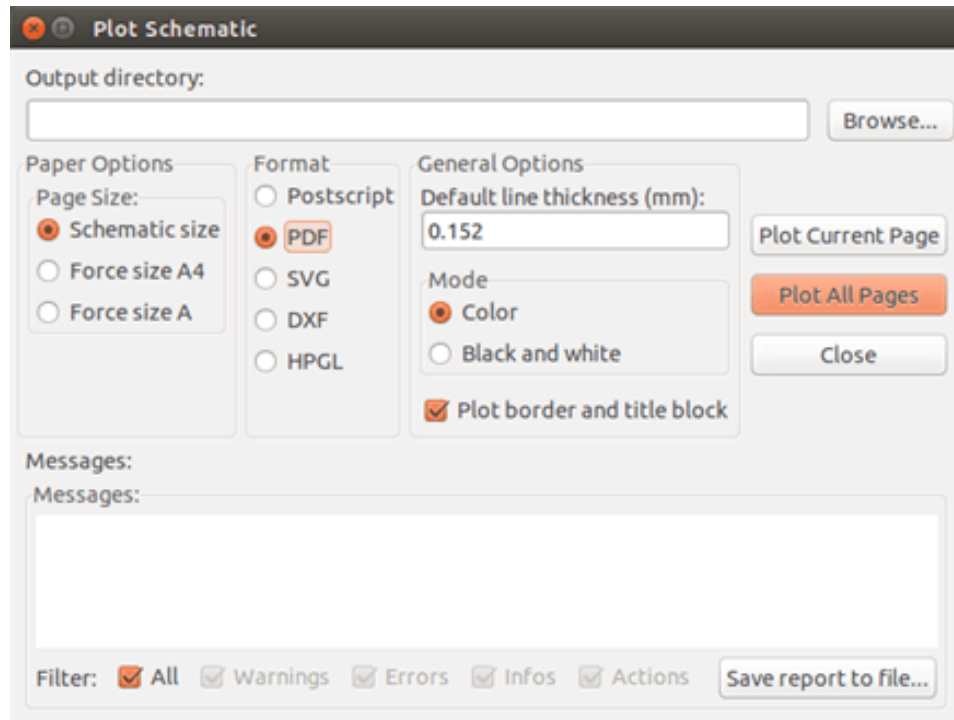 Plot Schematic
Output directory:
Browse...
Paper Options
Page Size:
Schematic size
Force size A4
Force size A
Format
Postscript
PDF
SVG
DXF
HPGL
General Options
Default line thickness (mm):
0.152
Mode
Color
Black and white
Plot border and title block
Plot Current Page
Plot All Pages
Close
Messages:
Messages:
Filter: All Warnings Errors Infos Actions Save report to file...